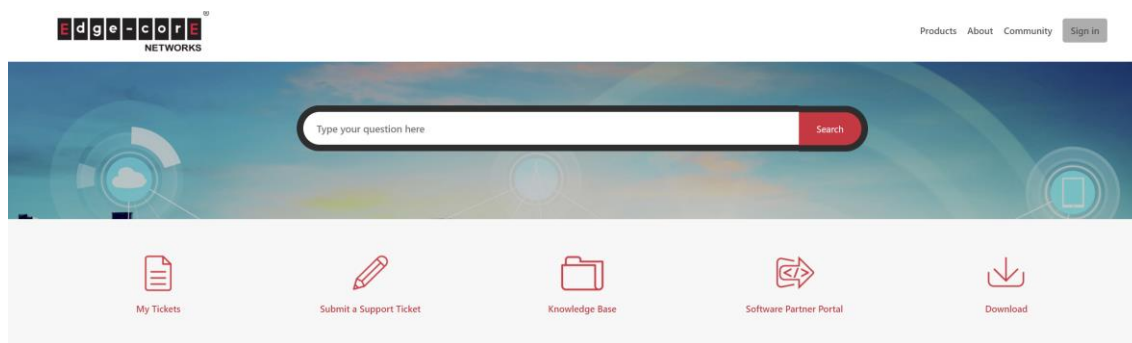 Edge-corE
®
NETWORKS
Products About Community Sign in
Type your question here Search
My Tickets Submit a Support Ticket Knowledge Base Software Partner Portal Download